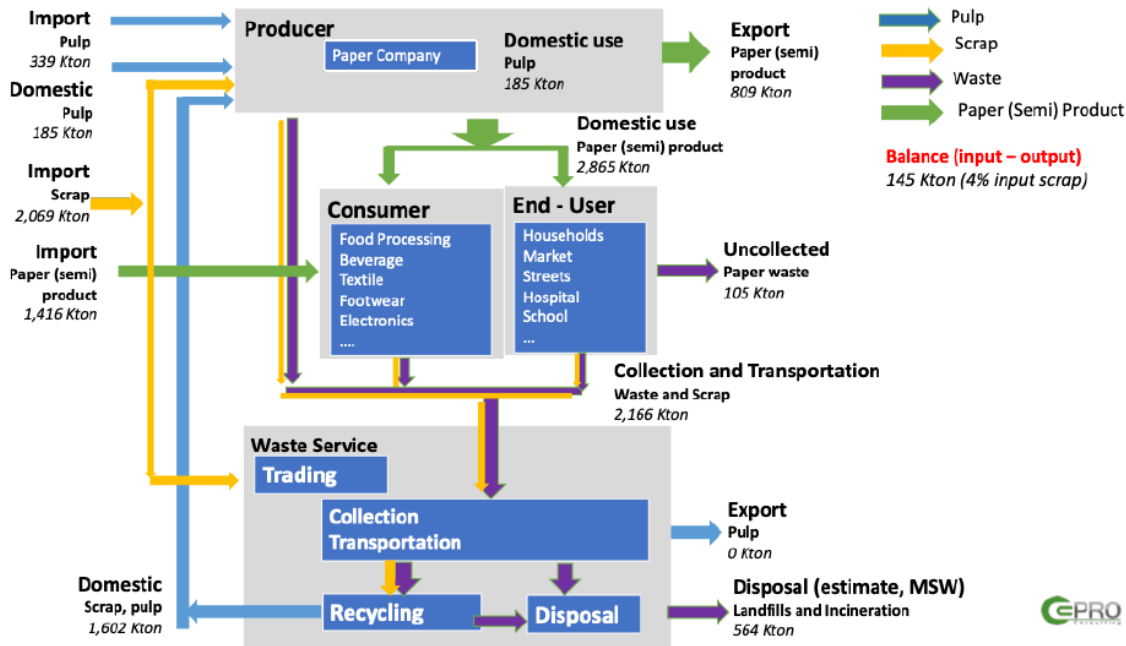 Import
Pulp
339 Kton
Domestic
Pulp
185 Kton
Import
Scrap
2,069 Kton
Import
Paper (semi)
product
1,416 Kton
Producer
Paper Company
Domestic use
Pulp
185 Kton
Export
Paper (semi)
product
809 Kton
Pulp
Scrap
Waste
Paper (Semi) Product
Balance (input – output)
145 Kton (4% input scrap)
Domestic use
Paper (semi) product
2,865 Kton
Consumer
Food Processing
Beverage
Textile
Footwear
Electronics
....
End - User
Households
Market
Streets
Hospital
School
...
Uncollected
Paper waste
105 Kton
Collection and Transportation
Waste and Scrap
2,166 Kton
Waste Service
Trading
Collection
Transportation
Recycling
Disposal
Export
Pulp
0 Kton
Domestic
Scrap, pulp
1,602 Kton
Disposal (estimate, MSW)
Landfills and Incineration
564 Kton
EPRO
Consulting